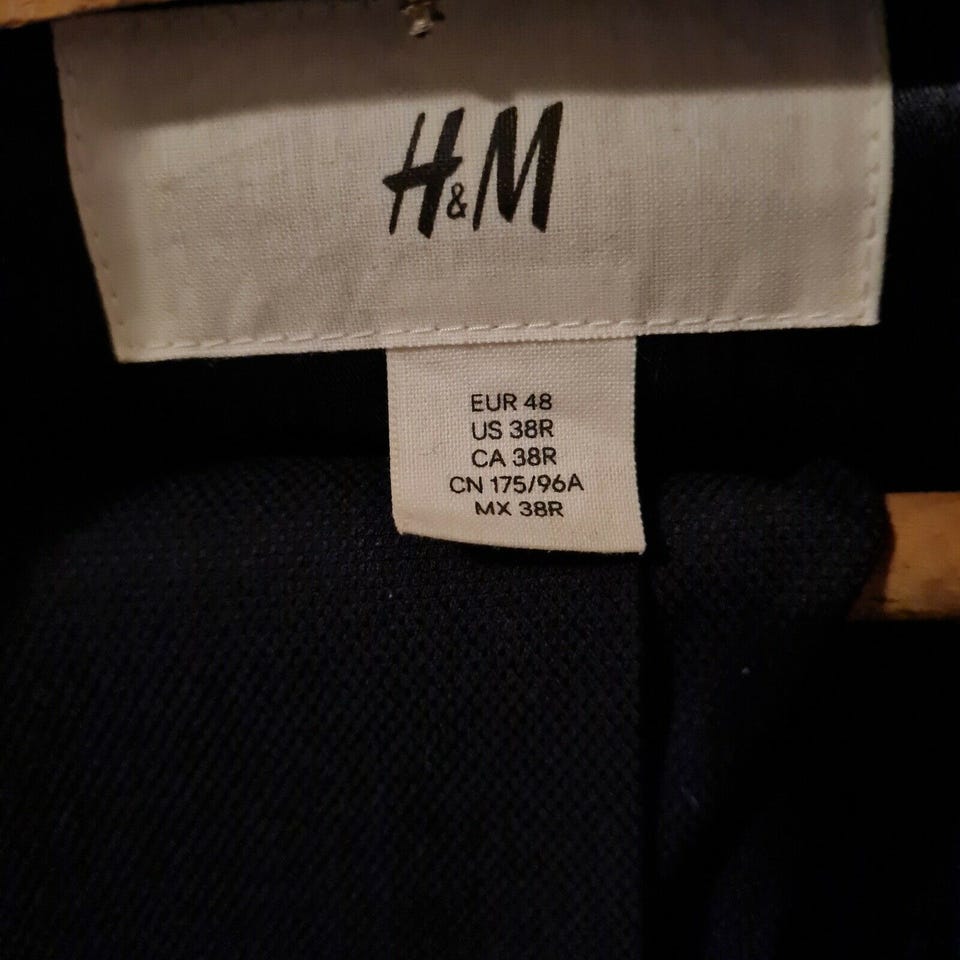 H&M
EUR 48
US 38R
CA 38R
CN 175/96A
MX 38R